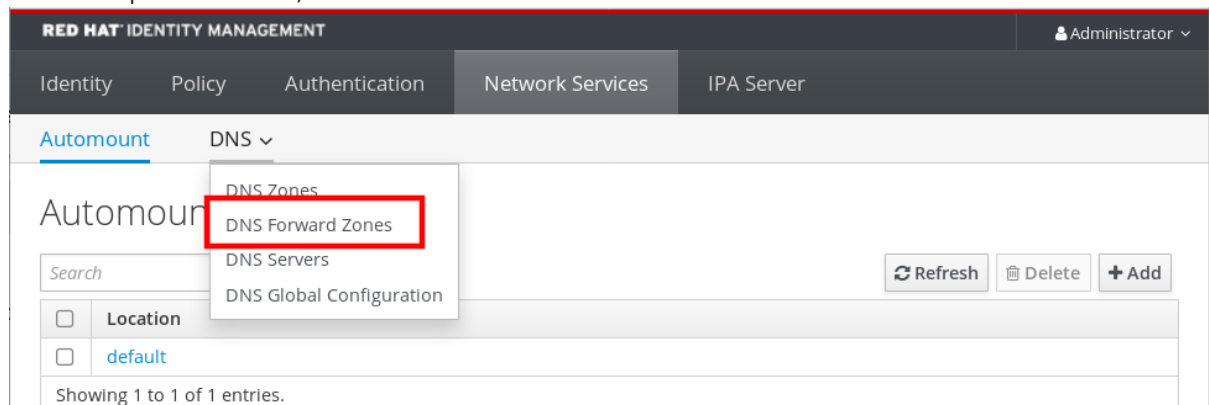 RED HAT® IDENTITY MANAGEMENT Administrator
Identity Policy Authentication Network Services IPA Server
Automount DNS
DNS Zones
DNS Forward Zones
DNS Servers
DNS Global Configuration
Automoun
Search Refresh Delete Add
Location
default
Showing 1 to 1 of 1 entries.